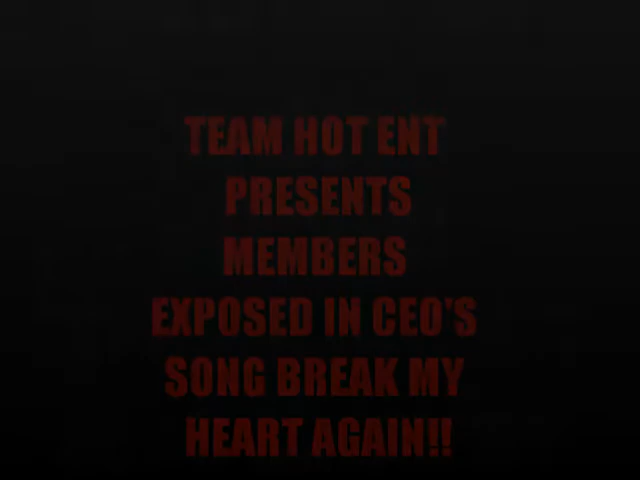 TEAM HOT ENT
PRESENTS
MEMBERS
EXPOSED IN CEO'S
SONG BREAK MY
HEART AGAIN!!